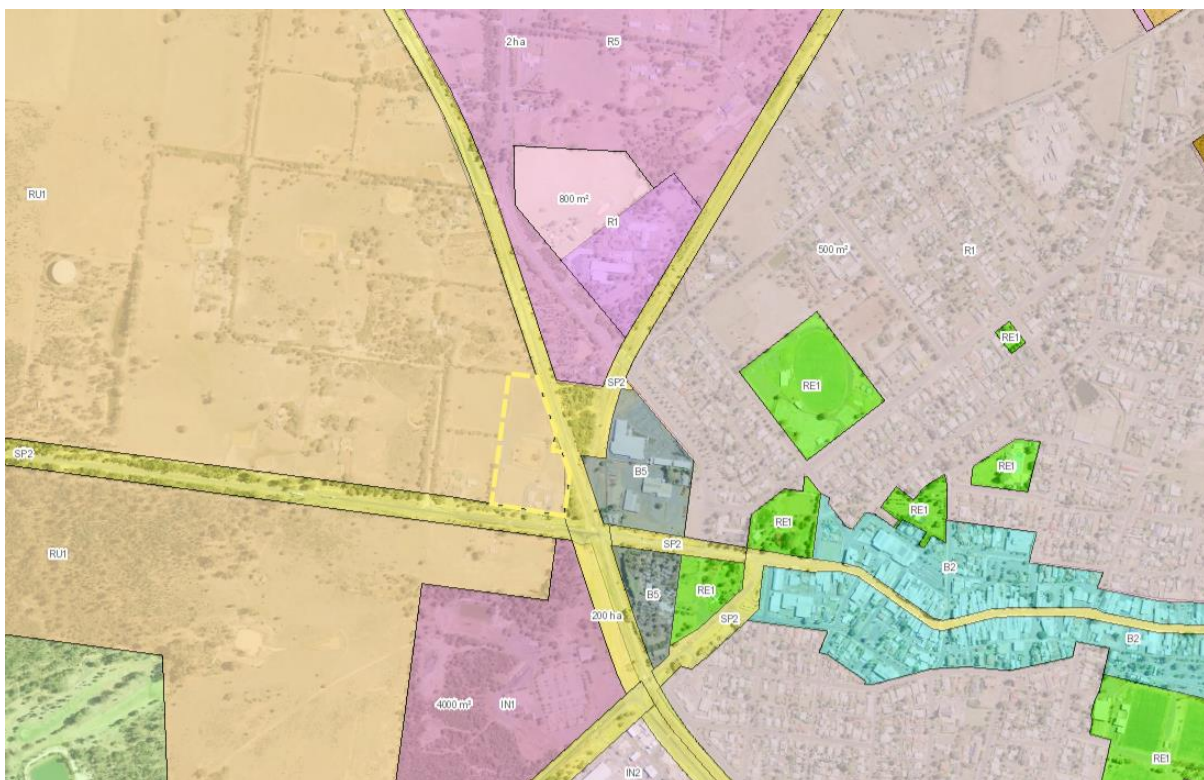 2 ha
R5
RU1
800 m²
R1
500 m²
R1
RE1
SP2
RE1
SP2
B5
RE1
RE1
RE1
SP2
RU1
B2
B5
RE1
200 ha
SP2
B2
4000 m²
IN1
RE1
IN2